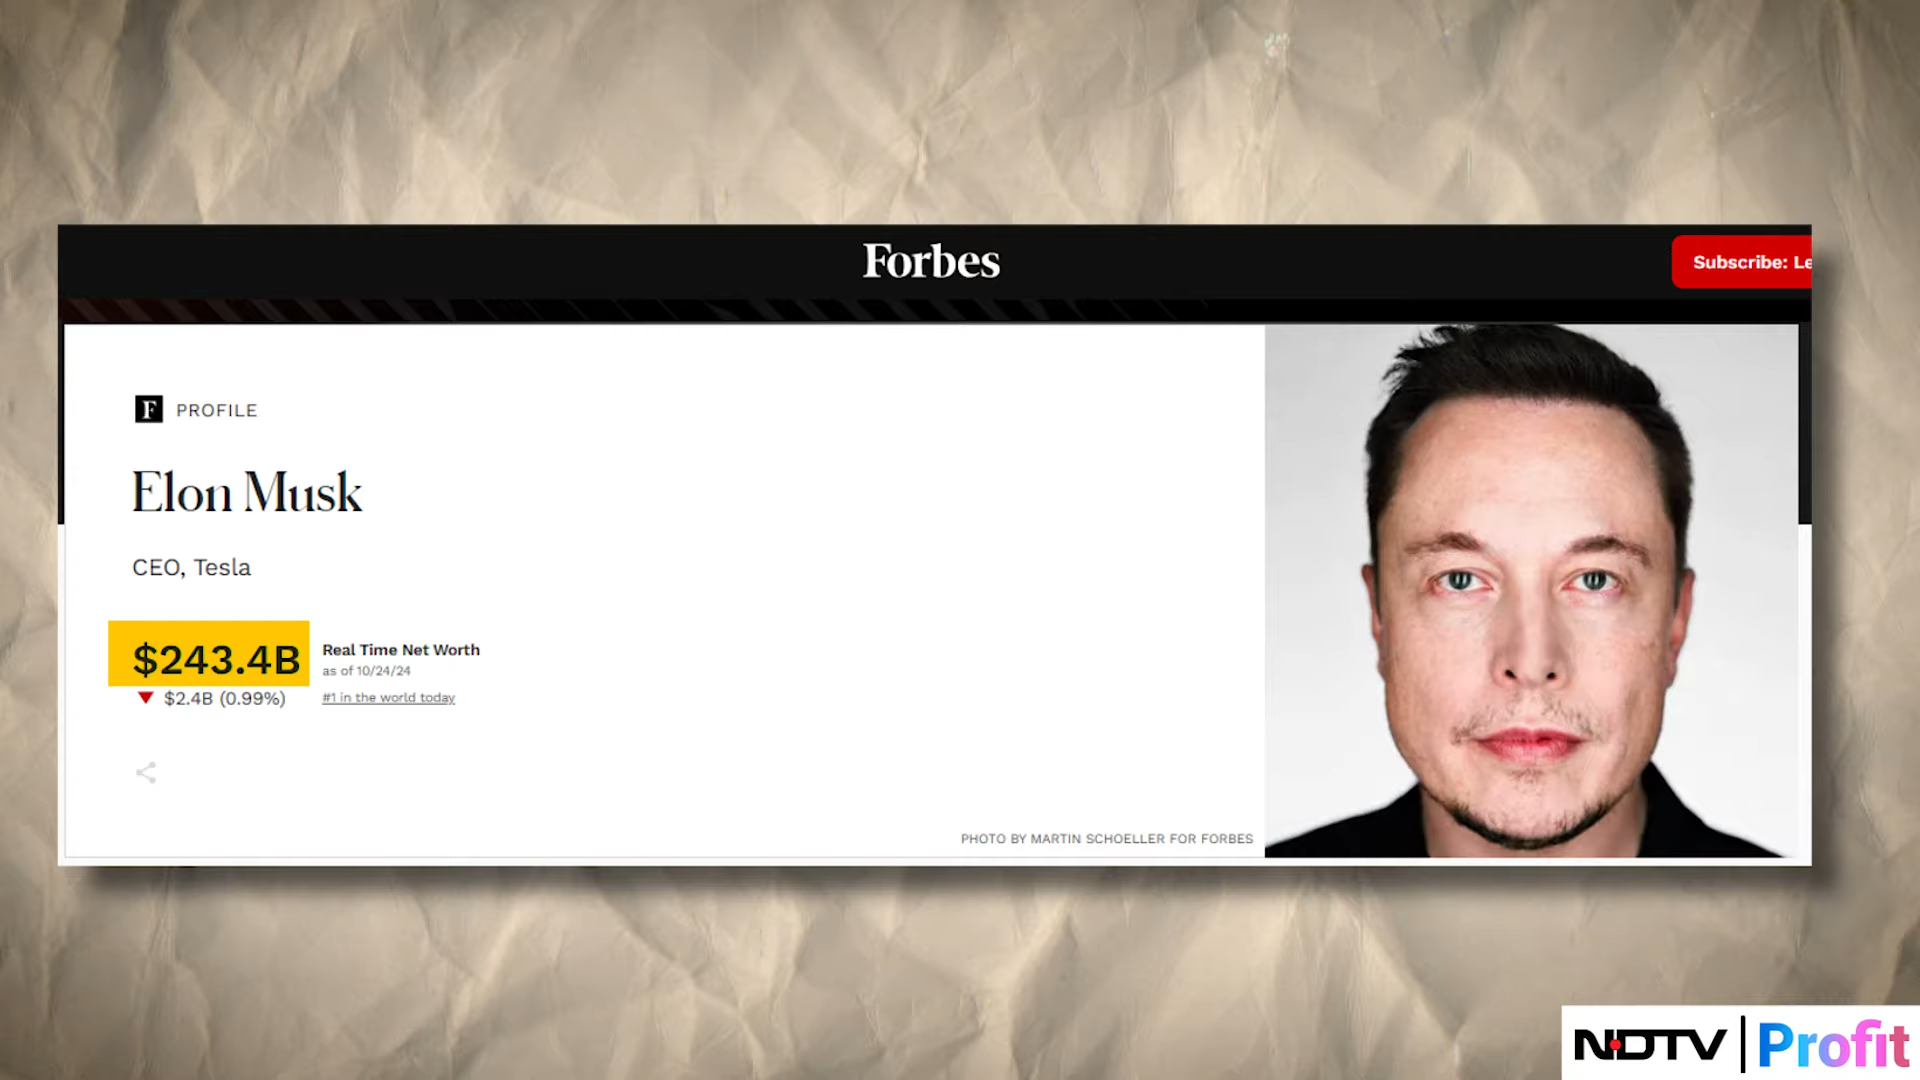 Forbes
Subscribe: Le
F PROFILE
Elon Musk
CEO, Tesla
$243.4B
Real Time Net Worth
as of 10/24/24
$2.4B (0.99%)
#1 in the world today
PHOTO BY MARTIN SCHOELLER FOR FORBES
NDTV Profit